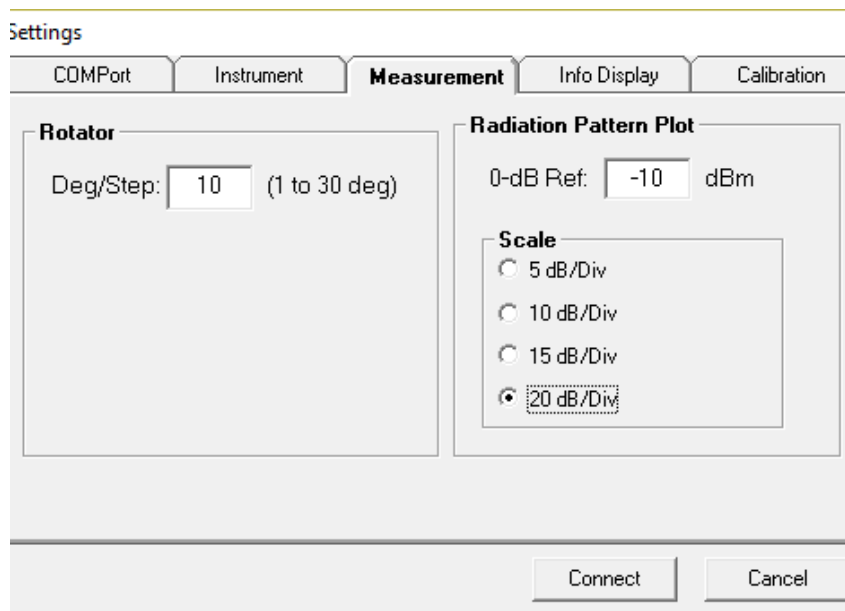 Settings
COMPort Instrument Measurement Info Display Calibration
Rotator
Deg/Step: 10 (1 to 30 deg)
Radiation Pattern Plot
0-dB Ref: -10 dBm
Scale
5 dB/Div
10 dB/Div
15 dB/Div
20 dB/Div
Connect Cancel